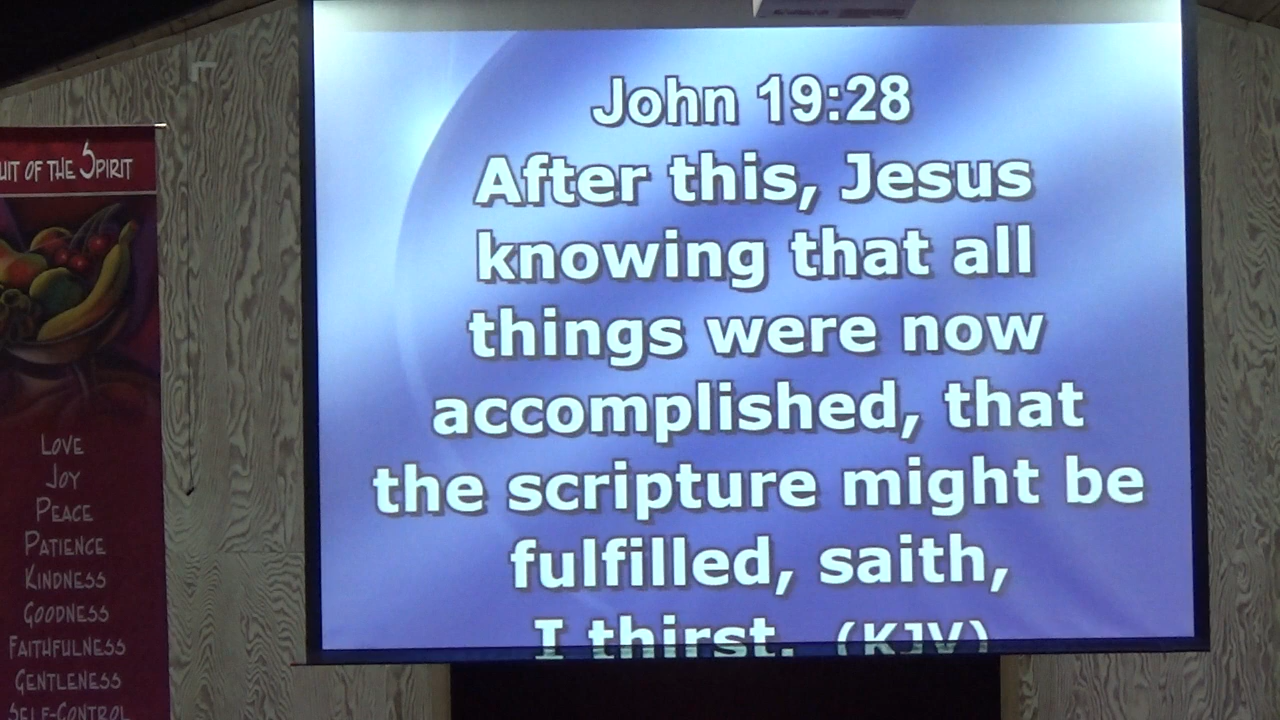 UIT OF THE SPIRIT
LOVE
JOY
PEACE
PATIENCE
KINDNESS
GOODNESS
FAITHFULNESS
GENTLENESS
SELF-CONTROL
John 19:28
After this, Jesus
knowing that all
things were now
accomplished, that
the scripture might be
fulfilled, saith,
I thirst. (KJV)